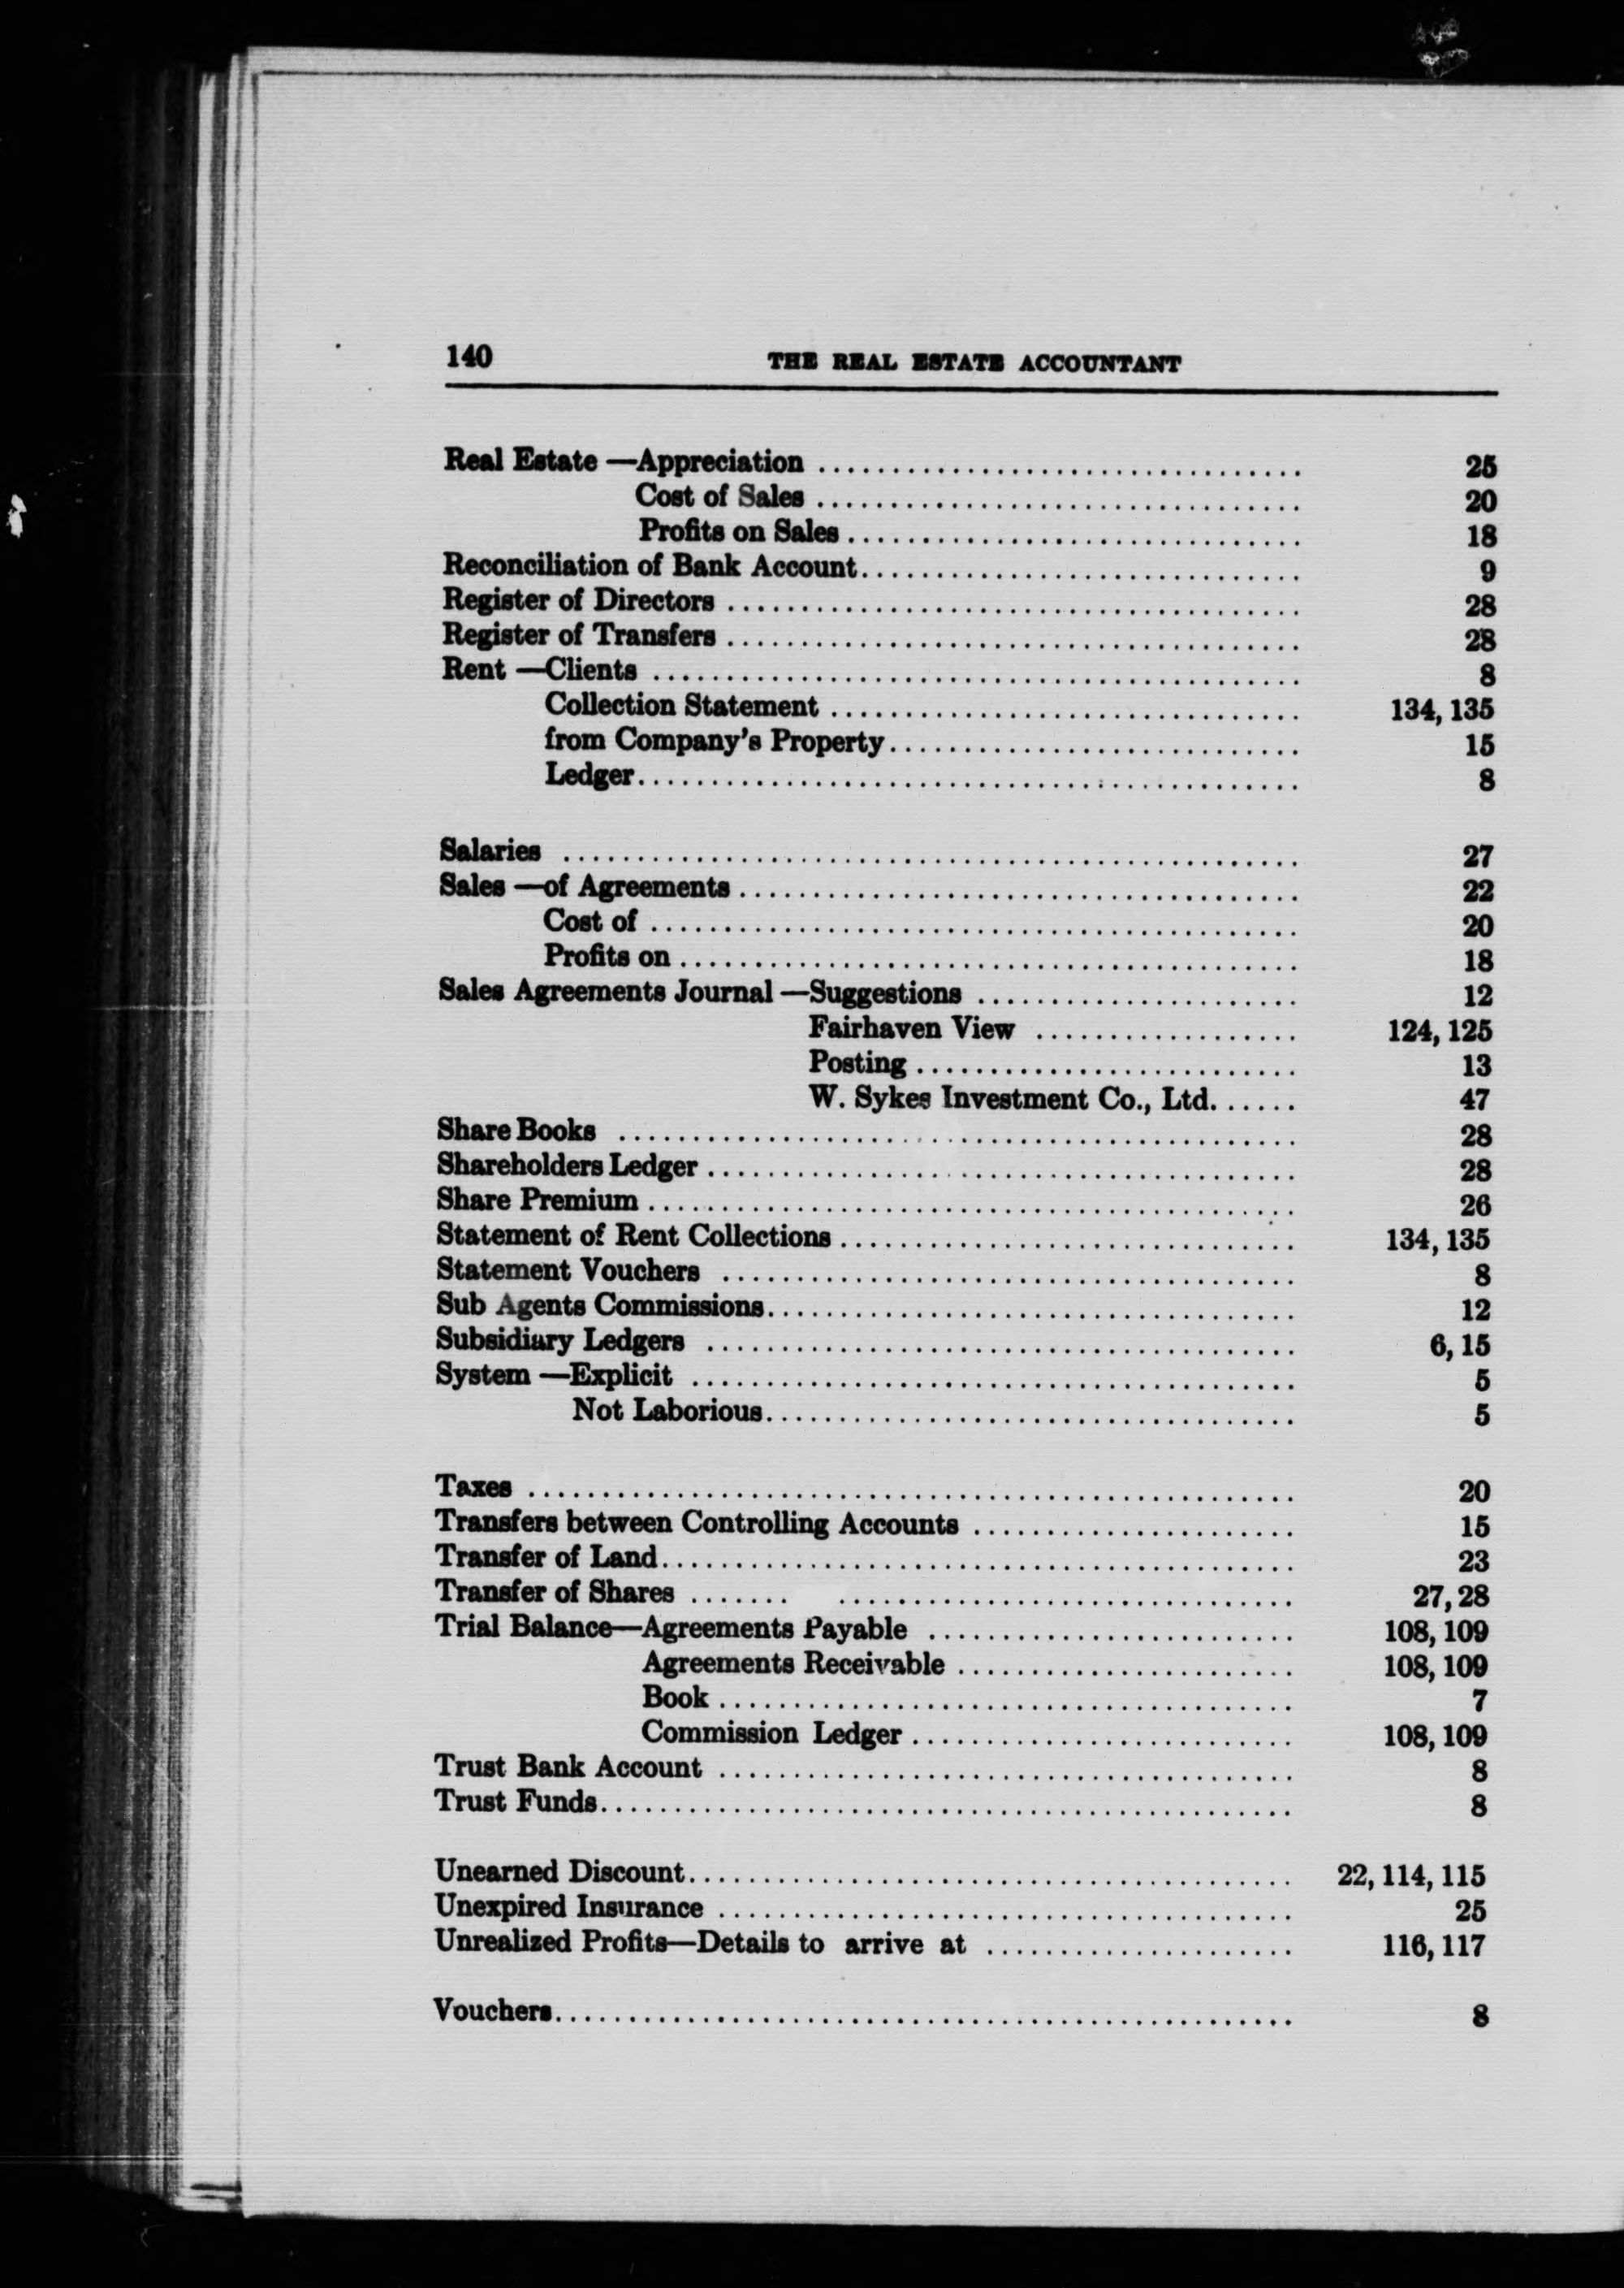 140 THE REAL ESTATE ACCOUNTANT
Real Estate —Appreciation .................................. 25
Cost of Sales .................................. 20
Profits on Sales ................................ 18
Reconciliation of Bank Account.............................. 9
Register of Directors ....................................... 28
Register of Transfers ....................................... 28
Rent —Clients ............................................. 8
Collection Statement ................................ 134, 135
from Company's Property............................ 15
Ledger............................................. 8
Salaries .................................................. 27
Sales —of Agreements ...................................... 22
Cost of ............................................ 20
Profits on .......................................... 18
Sales Agreements Journal —Suggestions ...................... 12
Fairhaven View .................. 124, 125
Posting .......................... 13
W. Sykes Investment Co., Ltd. ...... 47
Share Books .............................................. 28
Shareholders Ledger ........................................ 28
Share Premium ............................................ 26
Statement of Rent Collections ............................... 134, 135
Statement Vouchers ....................................... 8
Sub Agents Commissions.................................... 12
Subsidiary Ledgers ........................................ 6, 15
System —Explicit ......................................... 5
Not Laborious.................................... 5
Taxes .................................................... 20
Transfers between Controlling Accounts ...................... 15
Transfer of Land........................................... 23
Transfer of Shares ....... ............................... 27, 28
Trial Balance—Agreements Payable ......................... 108, 109
Agreements Receivable ....................... 108, 109
Book ....................................... 7
Commission Ledger .......................... 108, 109
Trust Bank Account ....................................... 8
Trust Funds............................................... 8
Unearned Discount......................................... 22, 114, 115
Unexpired Insurance ....................................... 25
Unrealized Profits—Details to arrive at ..................... 116, 117
Vouchers.................................................. 8